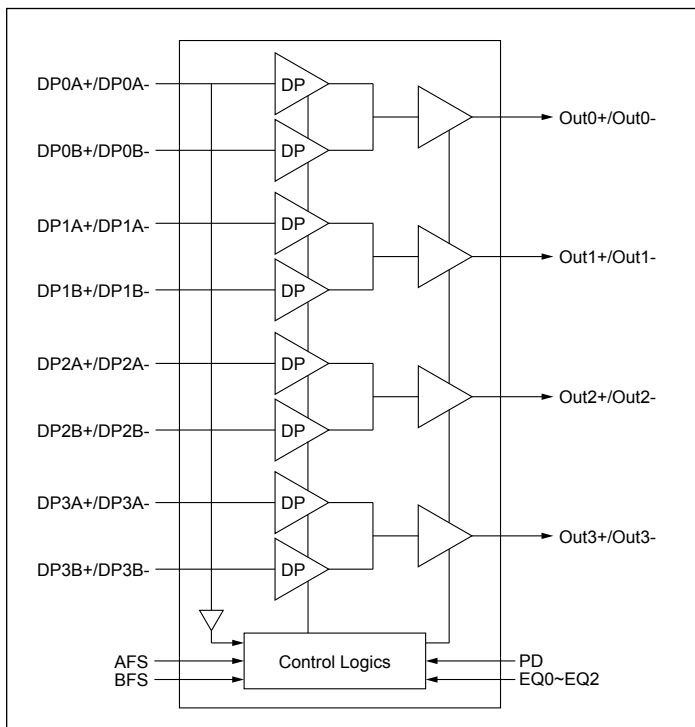 DP0A+/DP0A-
DP
Out0+/Out0-
DP0B+/DP0B-
DP
DP1A+/DP1A-
DP
Out1+/Out1-
DP1B+/DP1B-
DP
DP2A+/DP2A-
DP
Out2+/Out2-
DP2B+/DP2B-
DP
DP3A+/DP3A-
DP
Out3+/Out3-
DP3B+/DP3B-
DP
AFS
BFS
Control Logics
PD
EQ0~EQ2